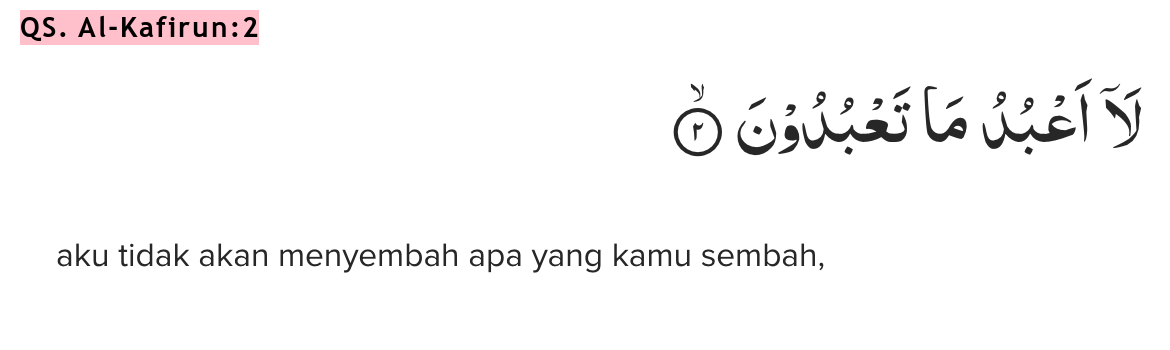 QS. Al-Kafirun:2
لَآ اَعْبُدُ مَا تَعْبُدُوْنَۙ ٢
aku tidak akan menyembah apa yang kamu sembah,